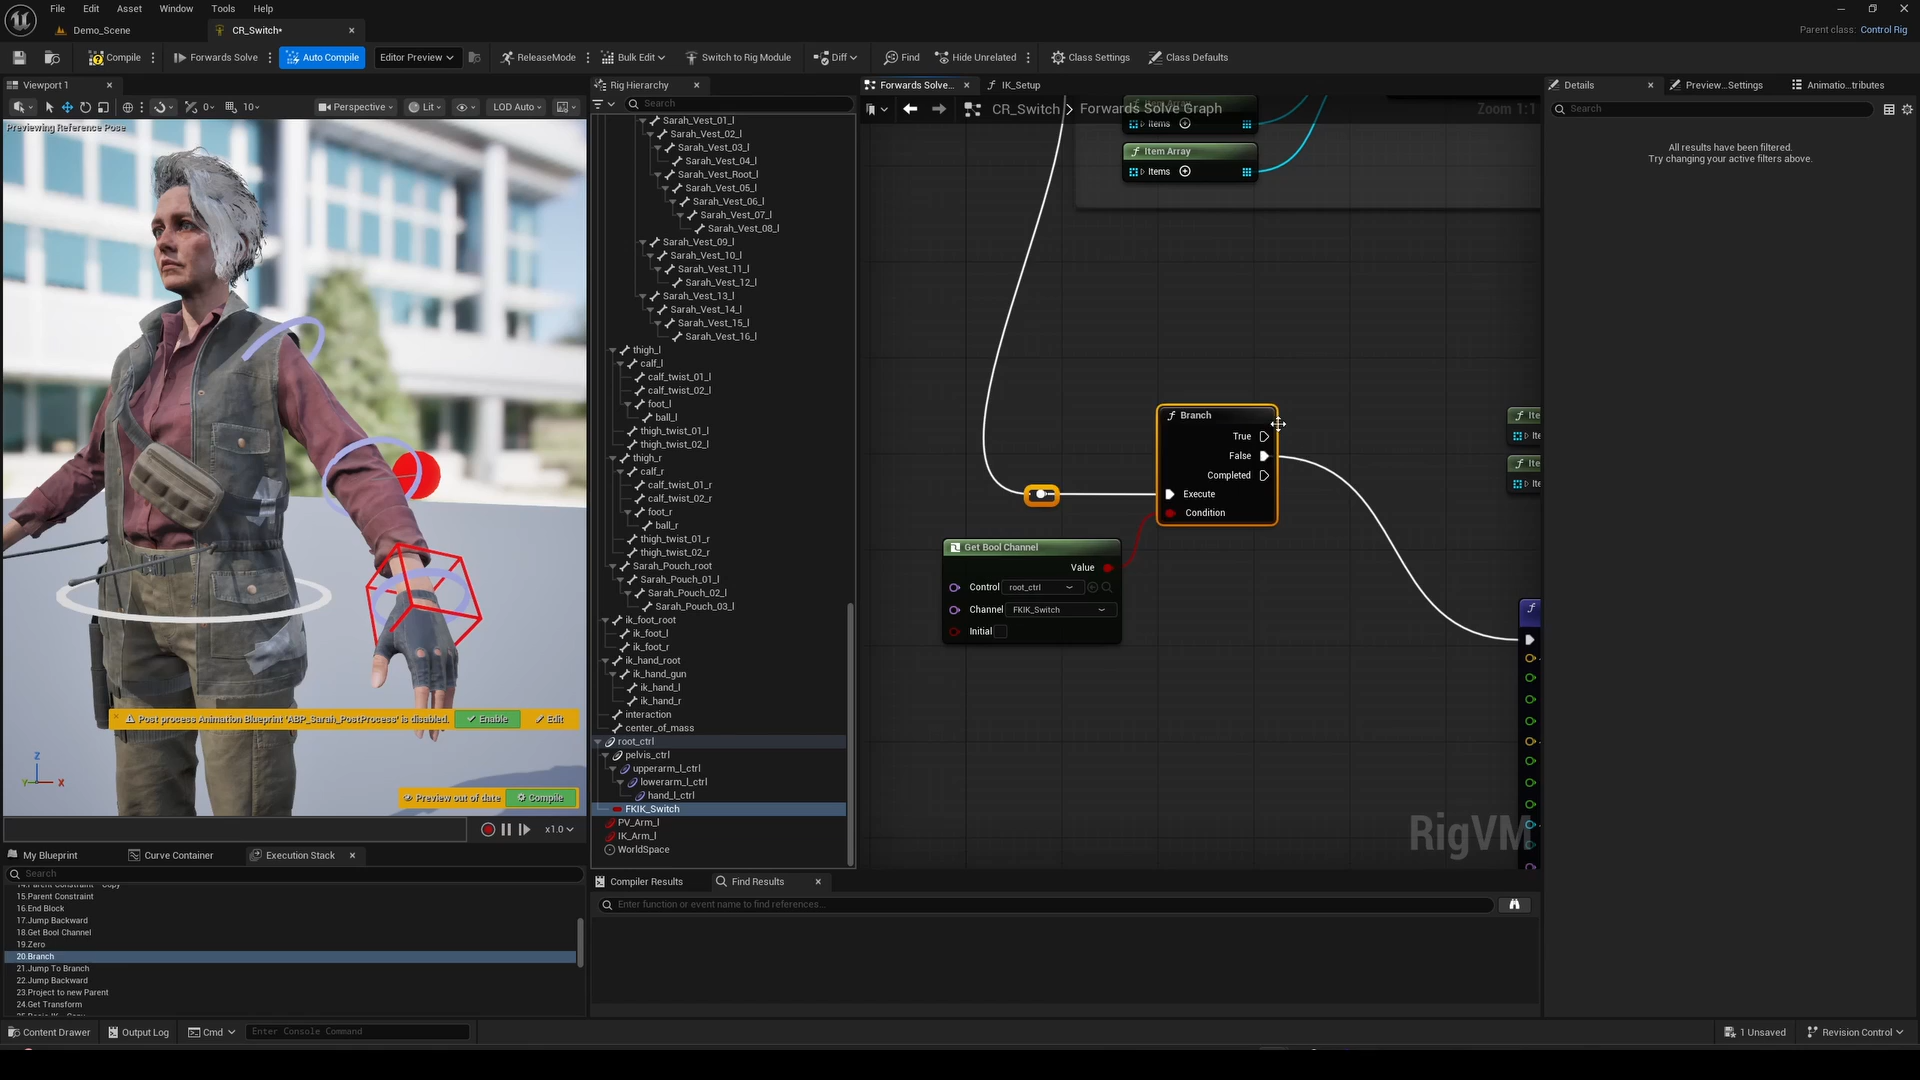 File Edit Asset Window Tools Help
Demo_Scene
CR_Switch*
Parent class: Control Rig
Compile
Forwards Solve
Auto Compile
Editor Preview
ReleaseMode
Bulk Edit
Switch to Rig Module
Diff
Find
Hide Unrelated
Class Settings
Class Defaults
Viewport 1
0°
10°
Perspective
Lit
LOD Auto
Previewing Reference Pose
Post process Animation Blueprint 'ABP_Sarah_PostProcess' is disabled.
Enable
Edit
Preview out of date
Compile
Z
Y
X
x1.0
My Blueprint
Curve Container
Execution Stack
Search
14.Parent Constraint - Copy
15.Parent Constraint
16.End Block
17.Jump Backward
18.Get Bool Channel
19.Zero
20.Branch
21.Jump To Branch
22.Jump Backward
23.Project to new Parent
24.Get Transform
Rig Hierarchy
Search
Sarah_Vest_01_l
Sarah_Vest_02_l
Sarah_Vest_03_l
Sarah_Vest_04_l
Sarah_Vest_Root_l
Sarah_Vest_05_l
Sarah_Vest_06_l
Sarah_Vest_07_l
Sarah_Vest_08_l
Sarah_Vest_09_l
Sarah_Vest_10_l
Sarah_Vest_11_l
Sarah_Vest_12_l
Sarah_Vest_13_l
Sarah_Vest_14_l
Sarah_Vest_15_l
Sarah_Vest_16_l
thigh_l
calf_l
calf_twist_01_l
calf_twist_02_l
foot_l
ball_l
thigh_twist_01_l
thigh_twist_02_l
thigh_r
calf_r
calf_twist_01_r
calf_twist_02_r
foot_r
ball_r
thigh_twist_01_r
thigh_twist_02_r
Sarah_Pouch_root
Sarah_Pouch_01_l
Sarah_Pouch_02_l
Sarah_Pouch_03_l
ik_foot_root
ik_foot_l
ik_foot_r
ik_hand_root
ik_hand_gun
ik_hand_l
ik_hand_r
interaction
center_of_mass
root_ctrl
pelvis_ctrl
upperarm_l_ctrl
lowerarm_l_ctrl
hand_l_ctrl
FKIK_Switch
PV_Arm_l
IK_Arm_l
WorldSpace
Forwards Solve...
IK_Setup
CR_Switch > Forwards Solve Graph
Zoom 1:1
Items
Item Array
Items
Branch
True
False
Completed
Execute
Condition
Get Bool Channel
Value
Control root_ctrl
Channel FKIK_Switch
Initial
Ite
Ite
Ite
Ite
RigVM
Compiler Results
Find Results
Enter function or event name to find references...
Details
Preview...Settings
Animatio...tributes
Search
All results have been filtered.
Try changing your active filters above.
Content Drawer
Output Log
Cmd
Enter Console Command
1 Unsaved
Revision Control